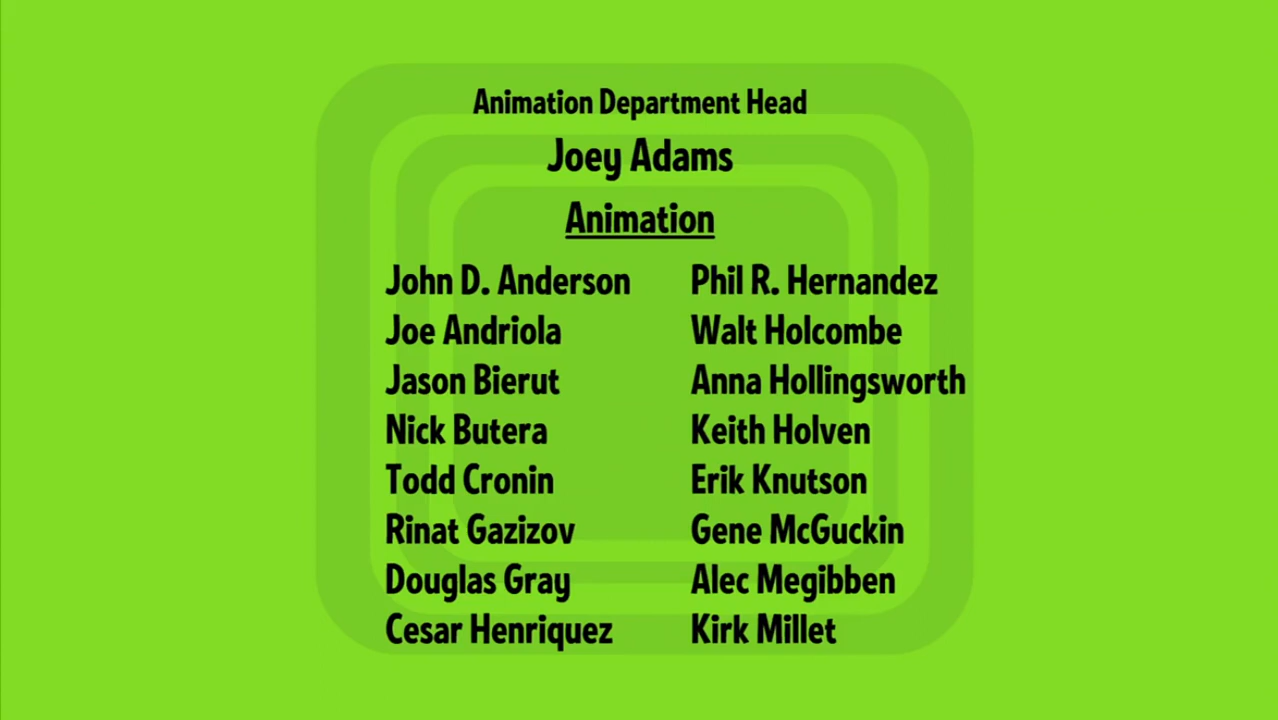 Animation Department Head
Joey Adams
Animation
John D. Anderson
Joe Andriola
Jason Bierut
Nick Butera
Todd Cronin
Rinat Gazizov
Douglas Gray
Cesar Henriquez
Phil R. Hernandez
Walt Holcombe
Anna Hollingsworth
Keith Holven
Erik Knutson
Gene McGuckin
Alec Megibben
Kirk Millet